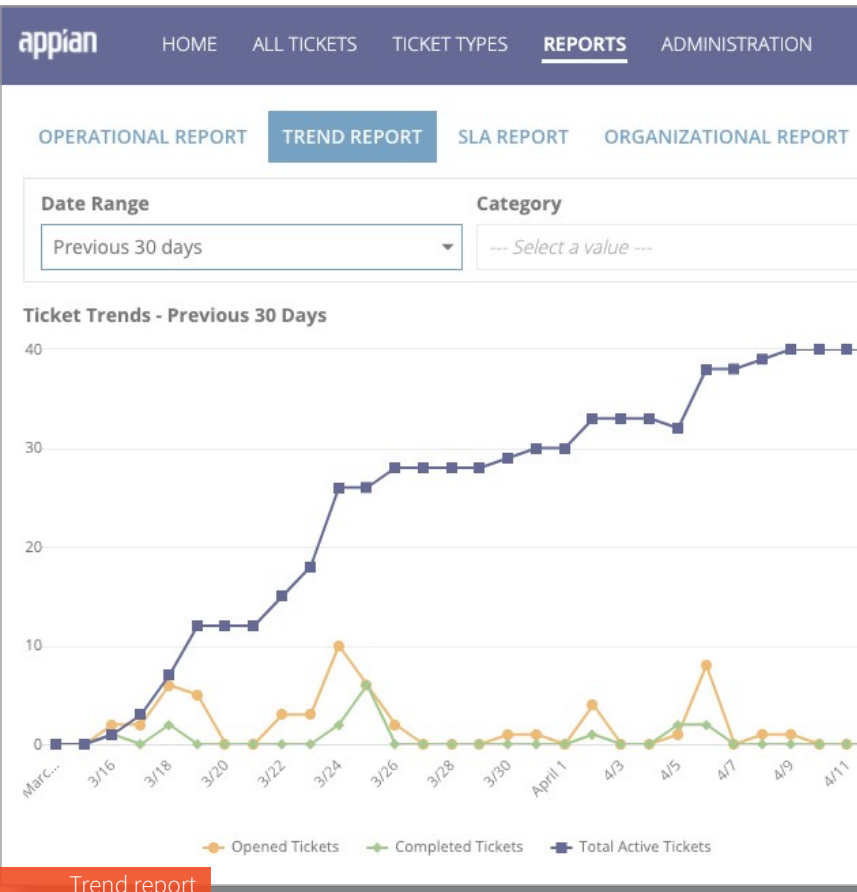 appian HOME ALL TICKETS TICKET TYPES REPORTS ADMINISTRATION
OPERATIONAL REPORT TREND REPORT SLA REPORT ORGANIZATIONAL REPORT
Date Range Category
Previous 30 days --- Select a value ---
Ticket Trends - Previous 30 Days
40
30
20
10
0
Marc... 3/16 3/18 3/20 3/22 3/24 3/26 3/28 3/30 April 1 4/3 4/5 4/7 4/9 4/11
Opened Tickets Completed Tickets Total Active Tickets
Trend report